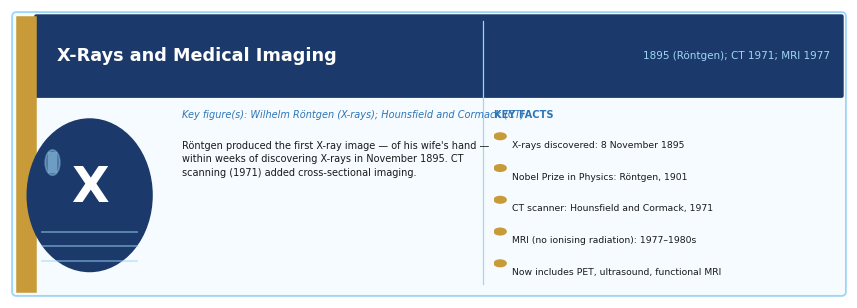 X-Rays and Medical Imaging
1895 (Röntgen); CT 1971; MRI 1977
X
Key figure(s): Wilhelm Röntgen (X-rays); Hounsfield and Cormack (CT)
Röntgen produced the first X-ray image — of his wife's hand —
within weeks of discovering X-rays in November 1895. CT
scanning (1971) added cross-sectional imaging.
KEY FACTS
X-rays discovered: 8 November 1895
Nobel Prize in Physics: Röntgen, 1901
CT scanner: Hounsfield and Cormack, 1971
MRI (no ionising radiation): 1977–1980s
Now includes PET, ultrasound, functional MRI